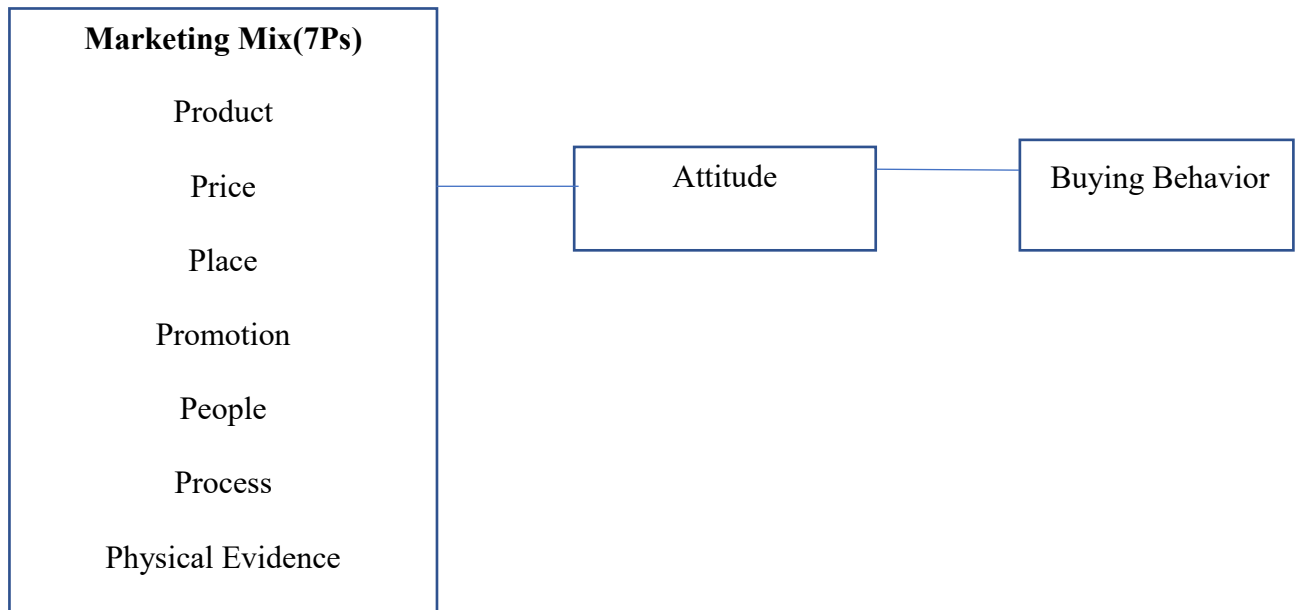 Marketing Mix(7Ps)
Product
Price
Place
Promotion
People
Process
Physical Evidence
Attitude
Buying Behavior